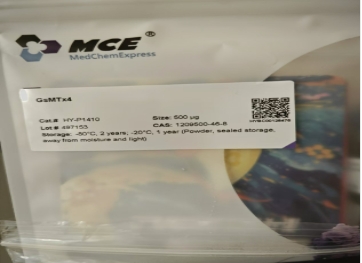 MCE ®
MedChemExpress
GsMTx4
Cat.# HY-P1410 Size: 500 μg
Lot# 497153 CAS: 1209500-46-8
Storage: -80°C, 2 years, -20°C, 1 year (Powder, sealed storage,
away from moisture and light)